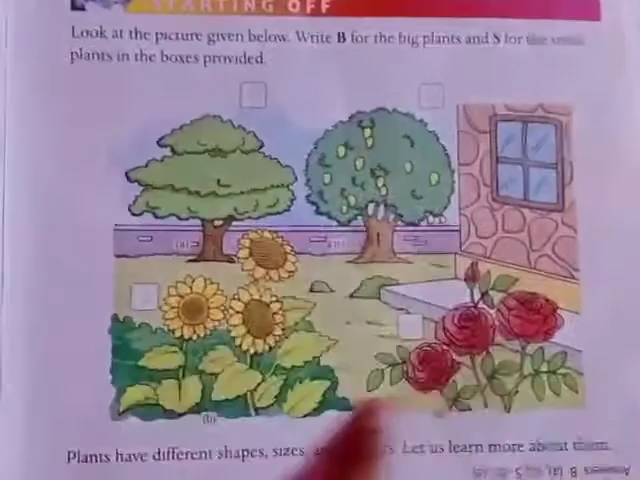 STARTING OFF
Look at the picture given below. Write B for the big plants and S for the small
plants in the boxes provided.
Plants have different shapes, sizes Let us learn more about them.